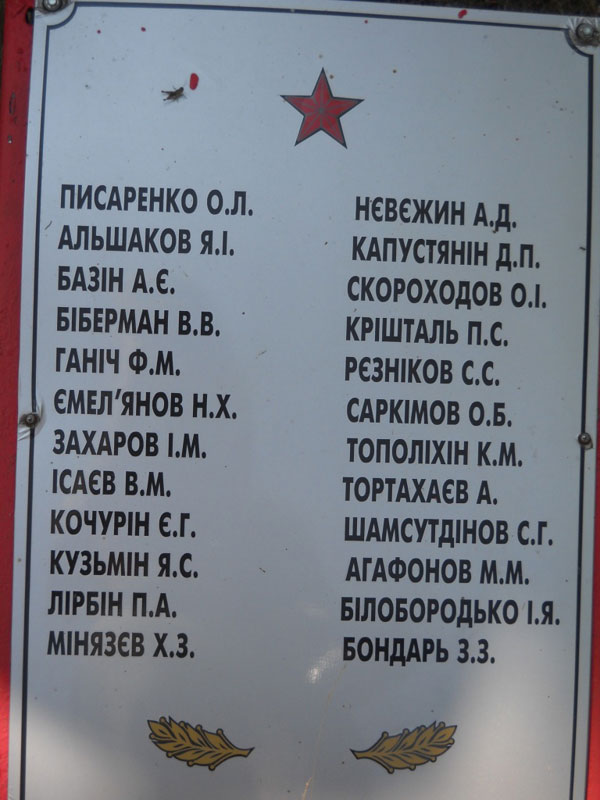 ПИСАРЕНКО О.Л.
АЛЬШАКОВ Я.І.
БАЗІН А.Є.
БІБЕРМАН В.В.
ГАНІЧ Ф.М.
ЄМЕЛ'ЯНОВ Н.Х.
ЗАХАРОВ І.М.
ІСАЄВ В.М.
КОЧУРІН Є.Г.
КУЗЬМІН Я.С.
ЛІРБІН П.А.
МІНЯЗЄВ Х.З.
НЄВЄЖИН А.Д.
КАПУСТЯНІН Д.П.
СКОРОХОДОВ О.І.
КРІШТАЛЬ П.С.
РЄЗНІКОВ С.С.
САРКІМОВ О.Б.
ТОПОЛІХІН К.М.
ТОРТАХАЄВ А.
ШАМСУТДІНОВ С.Г.
АГАФОНОВ М.М.
БІЛОБОРОДЬКО І.Я.
БОНДАРЬ З.З.